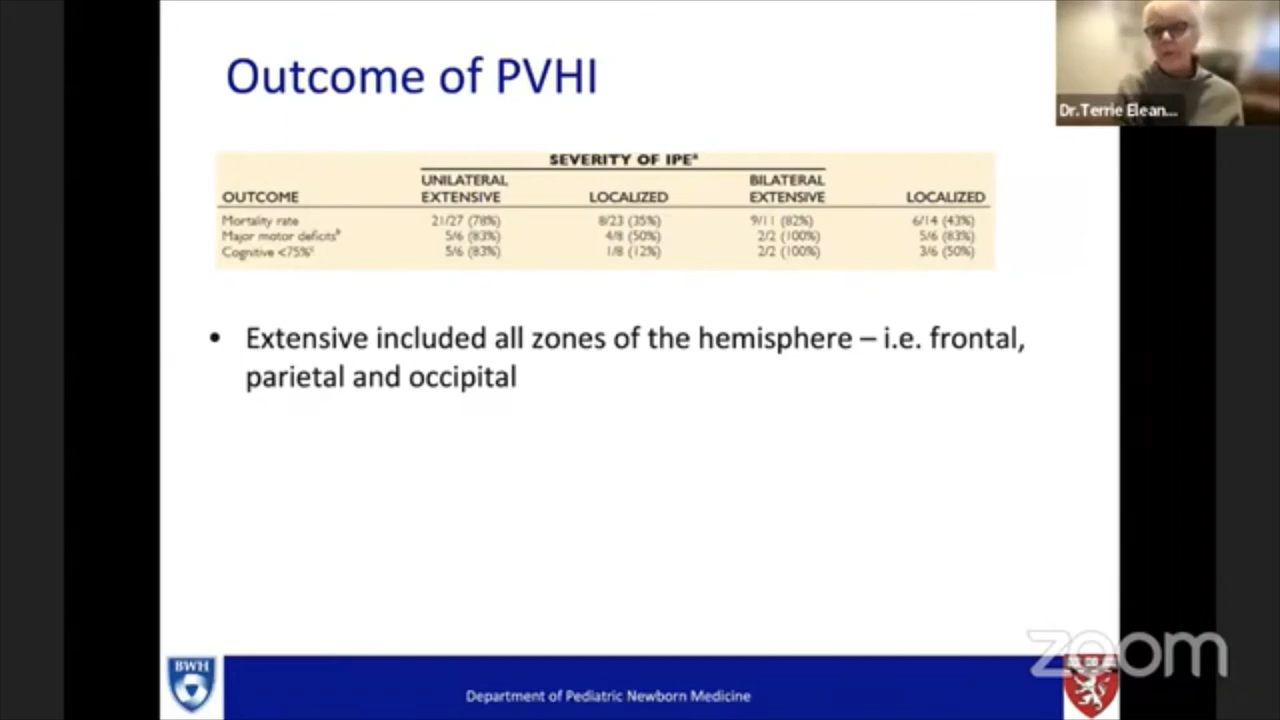 Outcome of PVHI
Dr.Terrie Elean...
SEVERITY OF IPEᵃ
UNILATERAL BILATERAL
OUTCOME EXTENSIVE LOCALIZED EXTENSIVE LOCALIZED
Mortality rate 21/27 (78%) 8/23 (35%) 9/11 (82%) 6/14 (43%)
Major motor deficitsᵇ 5/6 (83%) 4/8 (50%) 2/2 (100%) 5/6 (83%)
Cognitive <75%ᶜ 5/6 (83%) 1/8 (12%) 2/2 (100%) 3/6 (50%)
• Extensive included all zones of the hemisphere – i.e. frontal,
parietal and occipital
zoom
BWH
Department of Pediatric Newborn Medicine